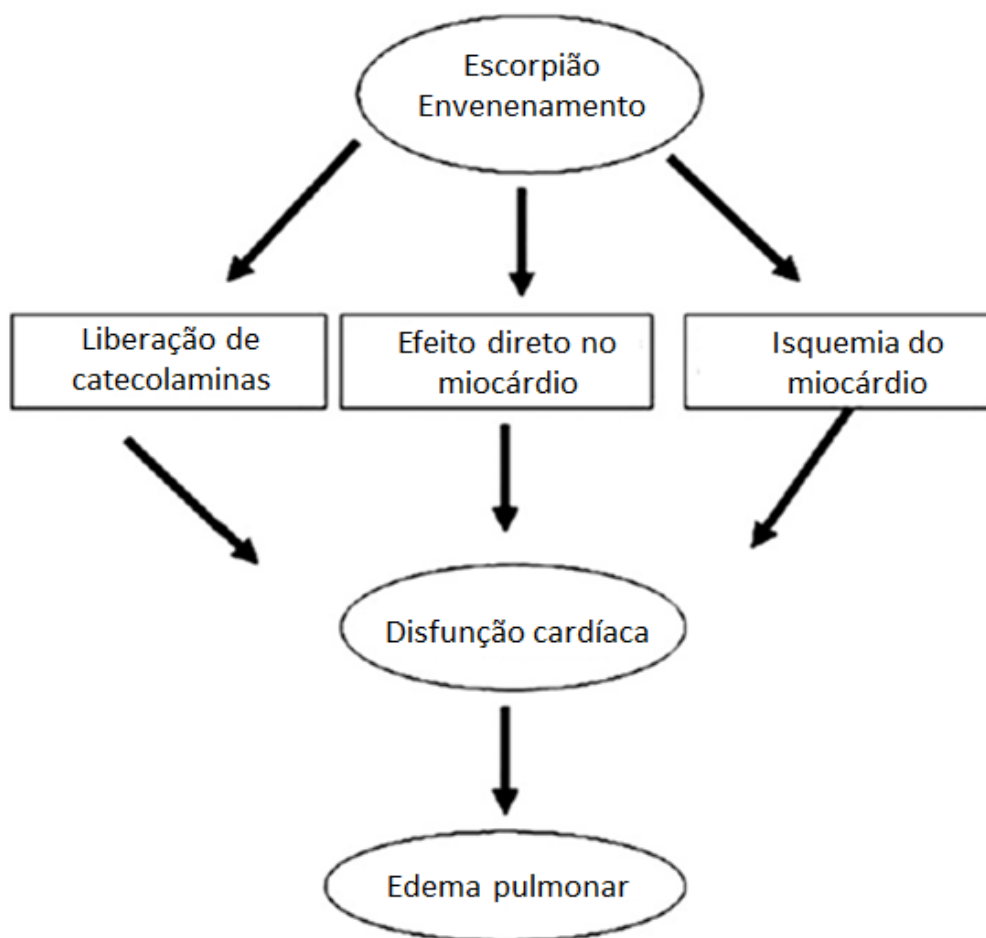 Escorpião
Envenenamento
Liberação de
catecolaminas
Efeito direto no
miocárdio
Isquemia do
miocárdio
Disfunção cardíaca
Edema pulmonar